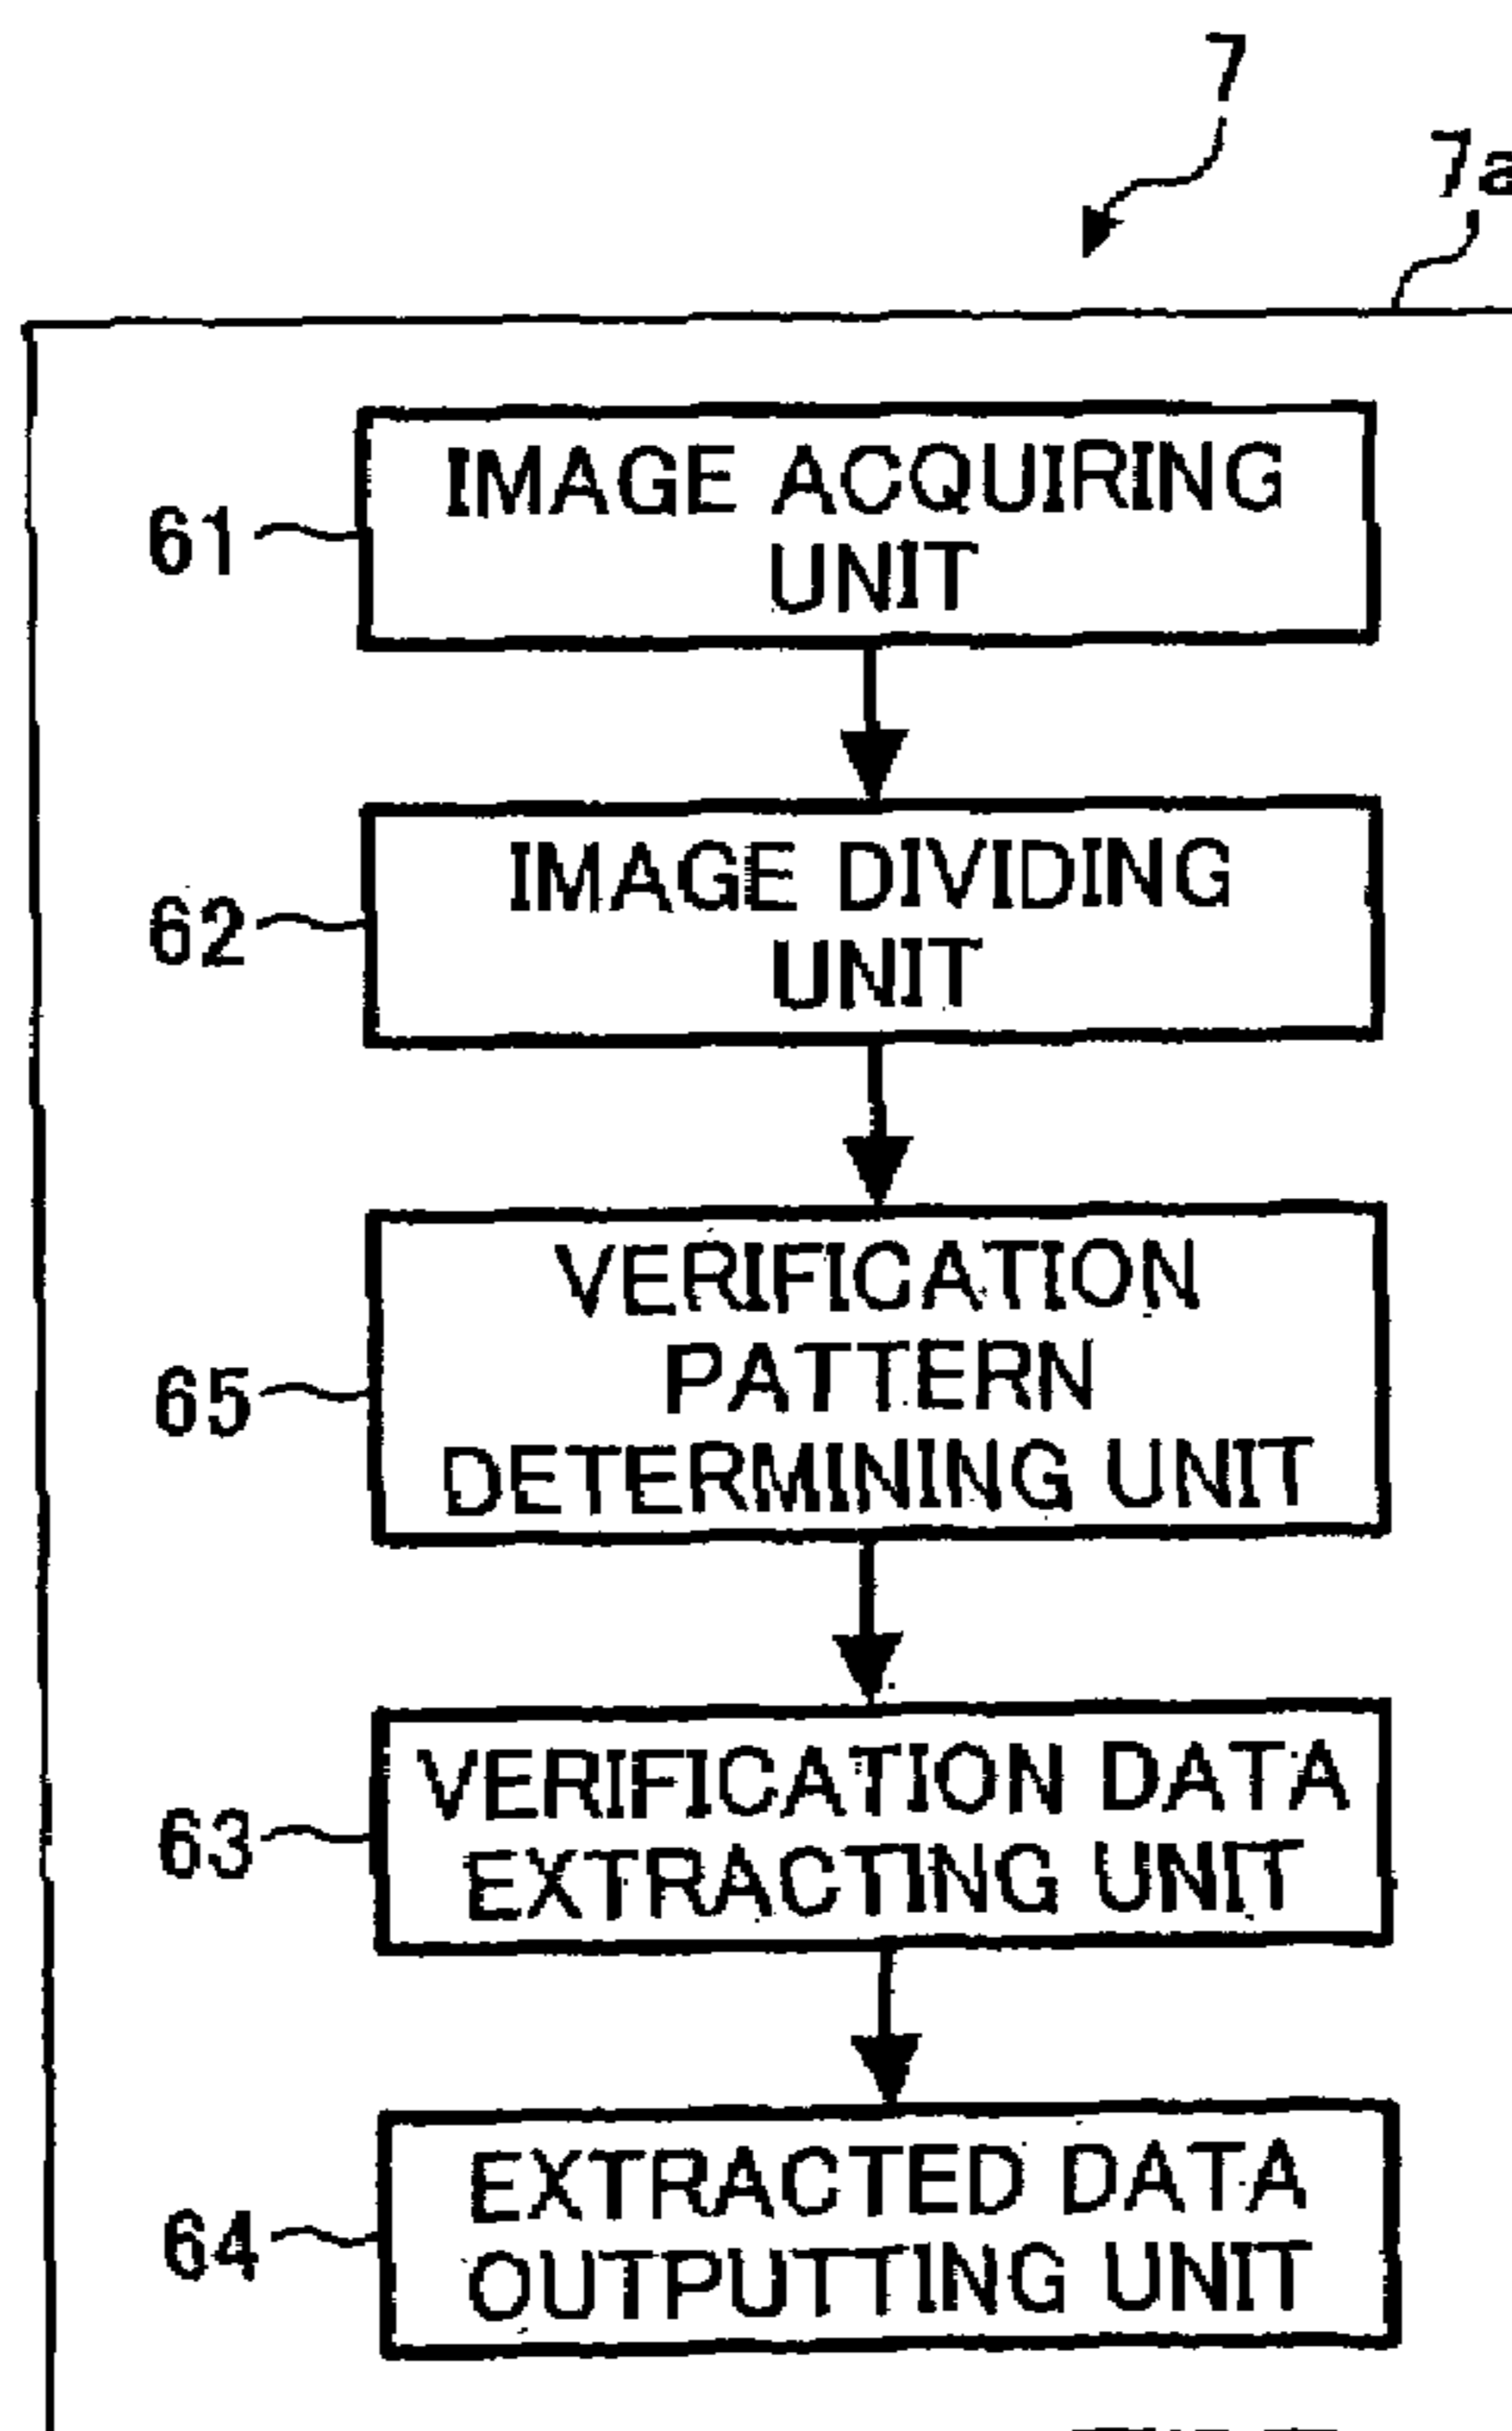 7
7a
61
IMAGE ACQUIRING
UNIT
62
IMAGE DIVIDING
UNIT
65
VERIFICATION
PATTERN
DETERMINING UNIT
63
VERIFICATION DATA
EXTRACTING UNIT
64
EXTRACTED DATA
OUTPUTTING UNIT